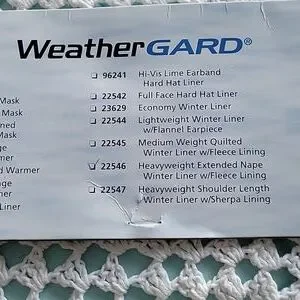 WeatherGARD®
96241 Hi-Vis Lime Earband
Hard Hat Liner
22542 Full Face Hard Hat Liner
23629 Economy Winter Liner
22544 Lightweight Winter Liner
w/Flannel Earpiece
22545 Medium Weight Quilted
Winter Liner w/Fleece Lining
22546 Heavyweight Extended Nape
Winter Liner w/Fleece Lining
22547 Heavyweight Shoulder Length
Winter Liner w/Sherpa Lining
Mask
Mask
Mask
Warmer
Liner
Liner